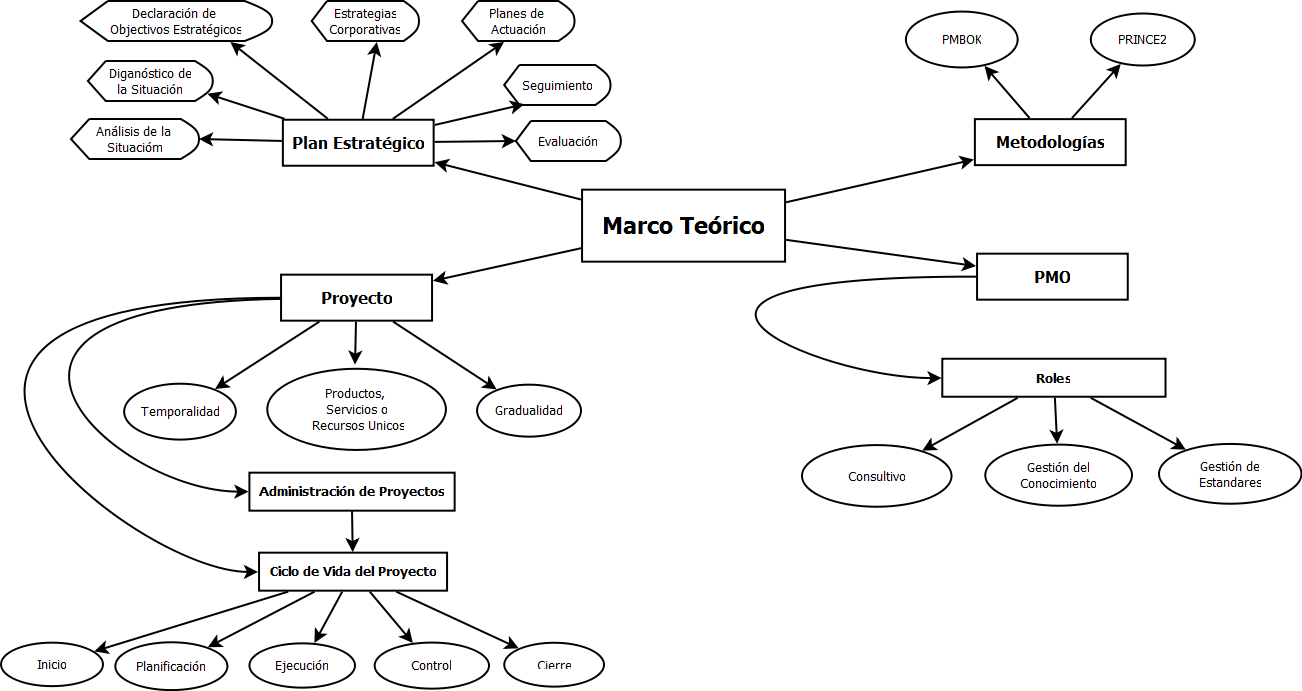 Declaración de
Objectivos Estratégicos
Estrategias
Corporativas
Planes de
Actuación
PMBOK
PRINCE2
Diganóstico de
la Situación
Seguimiento
Análisis de la
Situacióm
Plan Estratégico
Evaluación
Metodologías
Marco Teórico
PMO
Proyecto
Roles
Temporalidad
Productos,
Servicios o
Recursos Unicos
Gradualidad
Consultivo
Gestión del
Conocimiento
Gestión de
Estandares
Administración de Proyectos
Ciclo de Vida del Proyecto
Inicio
Planificación
Ejecución
Control
Cierre